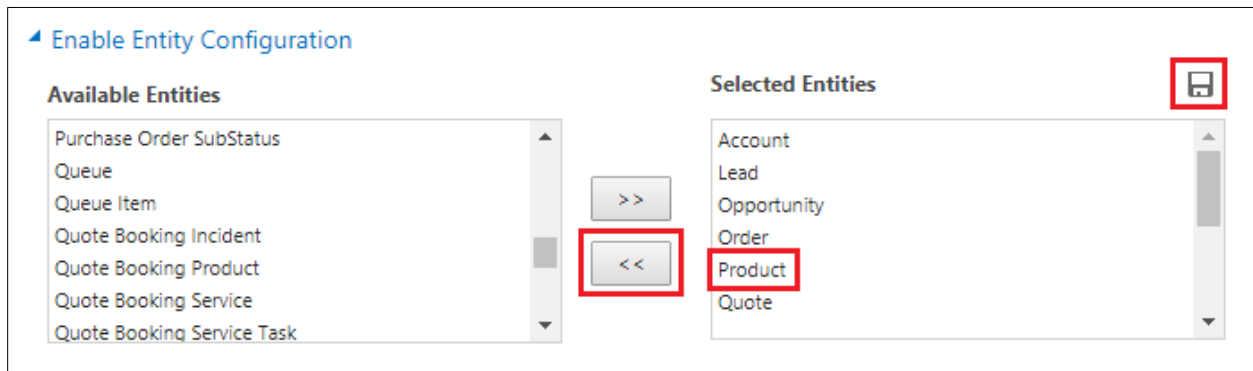 Enable Entity Configuration
Available Entities
Purchase Order SubStatus
Queue
Queue Item
Quote Booking Incident
Quote Booking Product
Quote Booking Service
Quote Booking Service Task
>>
<<
Selected Entities
Account
Lead
Opportunity
Order
Product
Quote